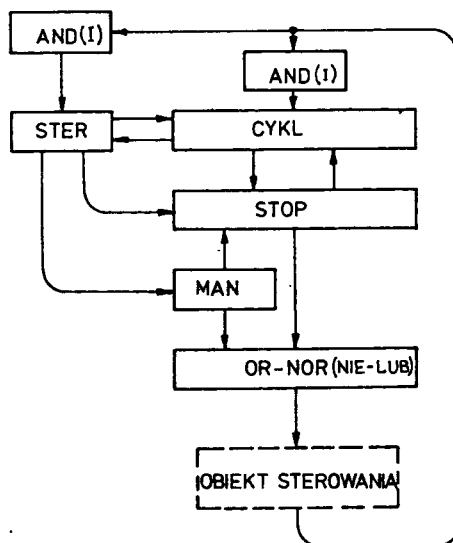 AND(I)
AND(I)
STER
CYKL
STOP
MAN
OR-NOR(NIE-LUB)
OBIEKT STEROWANIA